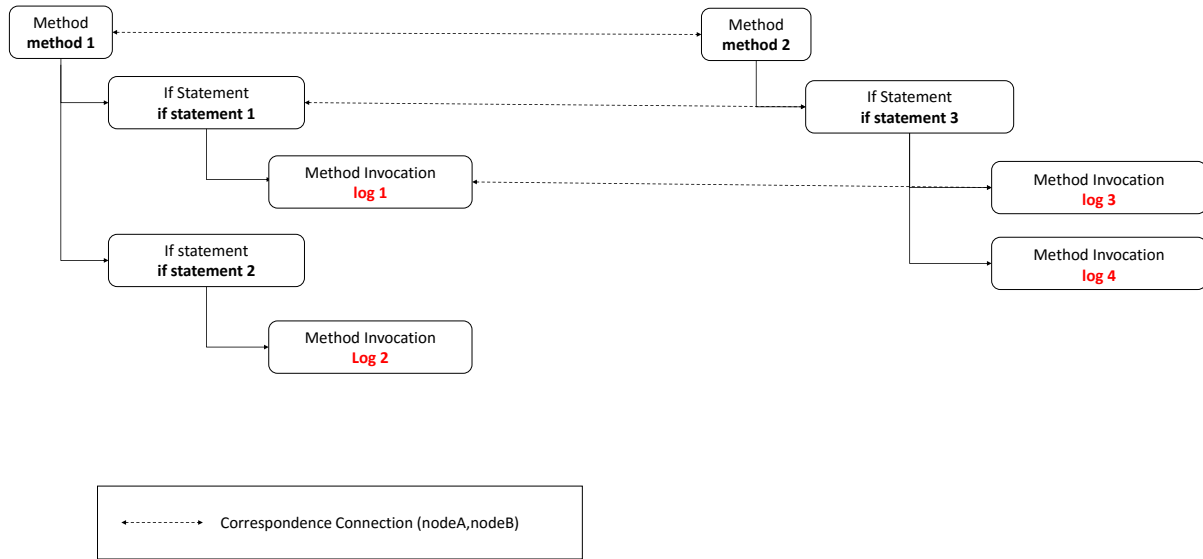 Method
method 1
Method
method 2
If Statement
if statement 1
If Statement
if statement 3
Method Invocation
log 1
Method Invocation
log 3
If statement
if statement 2
Method Invocation
log 4
Method Invocation
Log 2
Correspondence Connection (nodeA,nodeB)